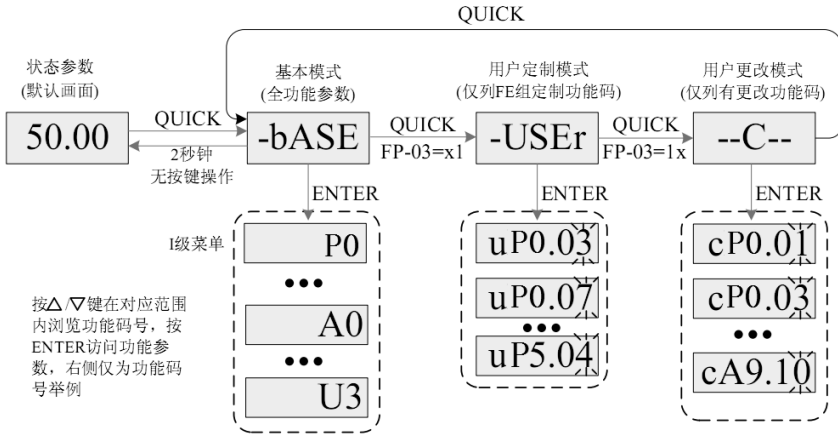 QUICK
状态参数
(默认画面)
基本模式
(全功能参数)
用户定制模式
(仅列FE组定制功能码)
用户更改模式
(仅列有更改功能码)
50.00
QUICK
2秒钟
无按键操作
-bASE
QUICK
FP-03=x1
-USEr
QUICK
FP-03=1x
--C--
ENTER
ENTER
ENTER
I级菜单
P0
●●●
A0
●●●
U3
uP0.03
uP0.07
●●●
uP5.04
cP0.01
cP0.03
●●●
cA9.10
按△/▽键在对应范围
内浏览功能码号，按
ENTER访问功能参
数，右侧仅为功能码
号举例